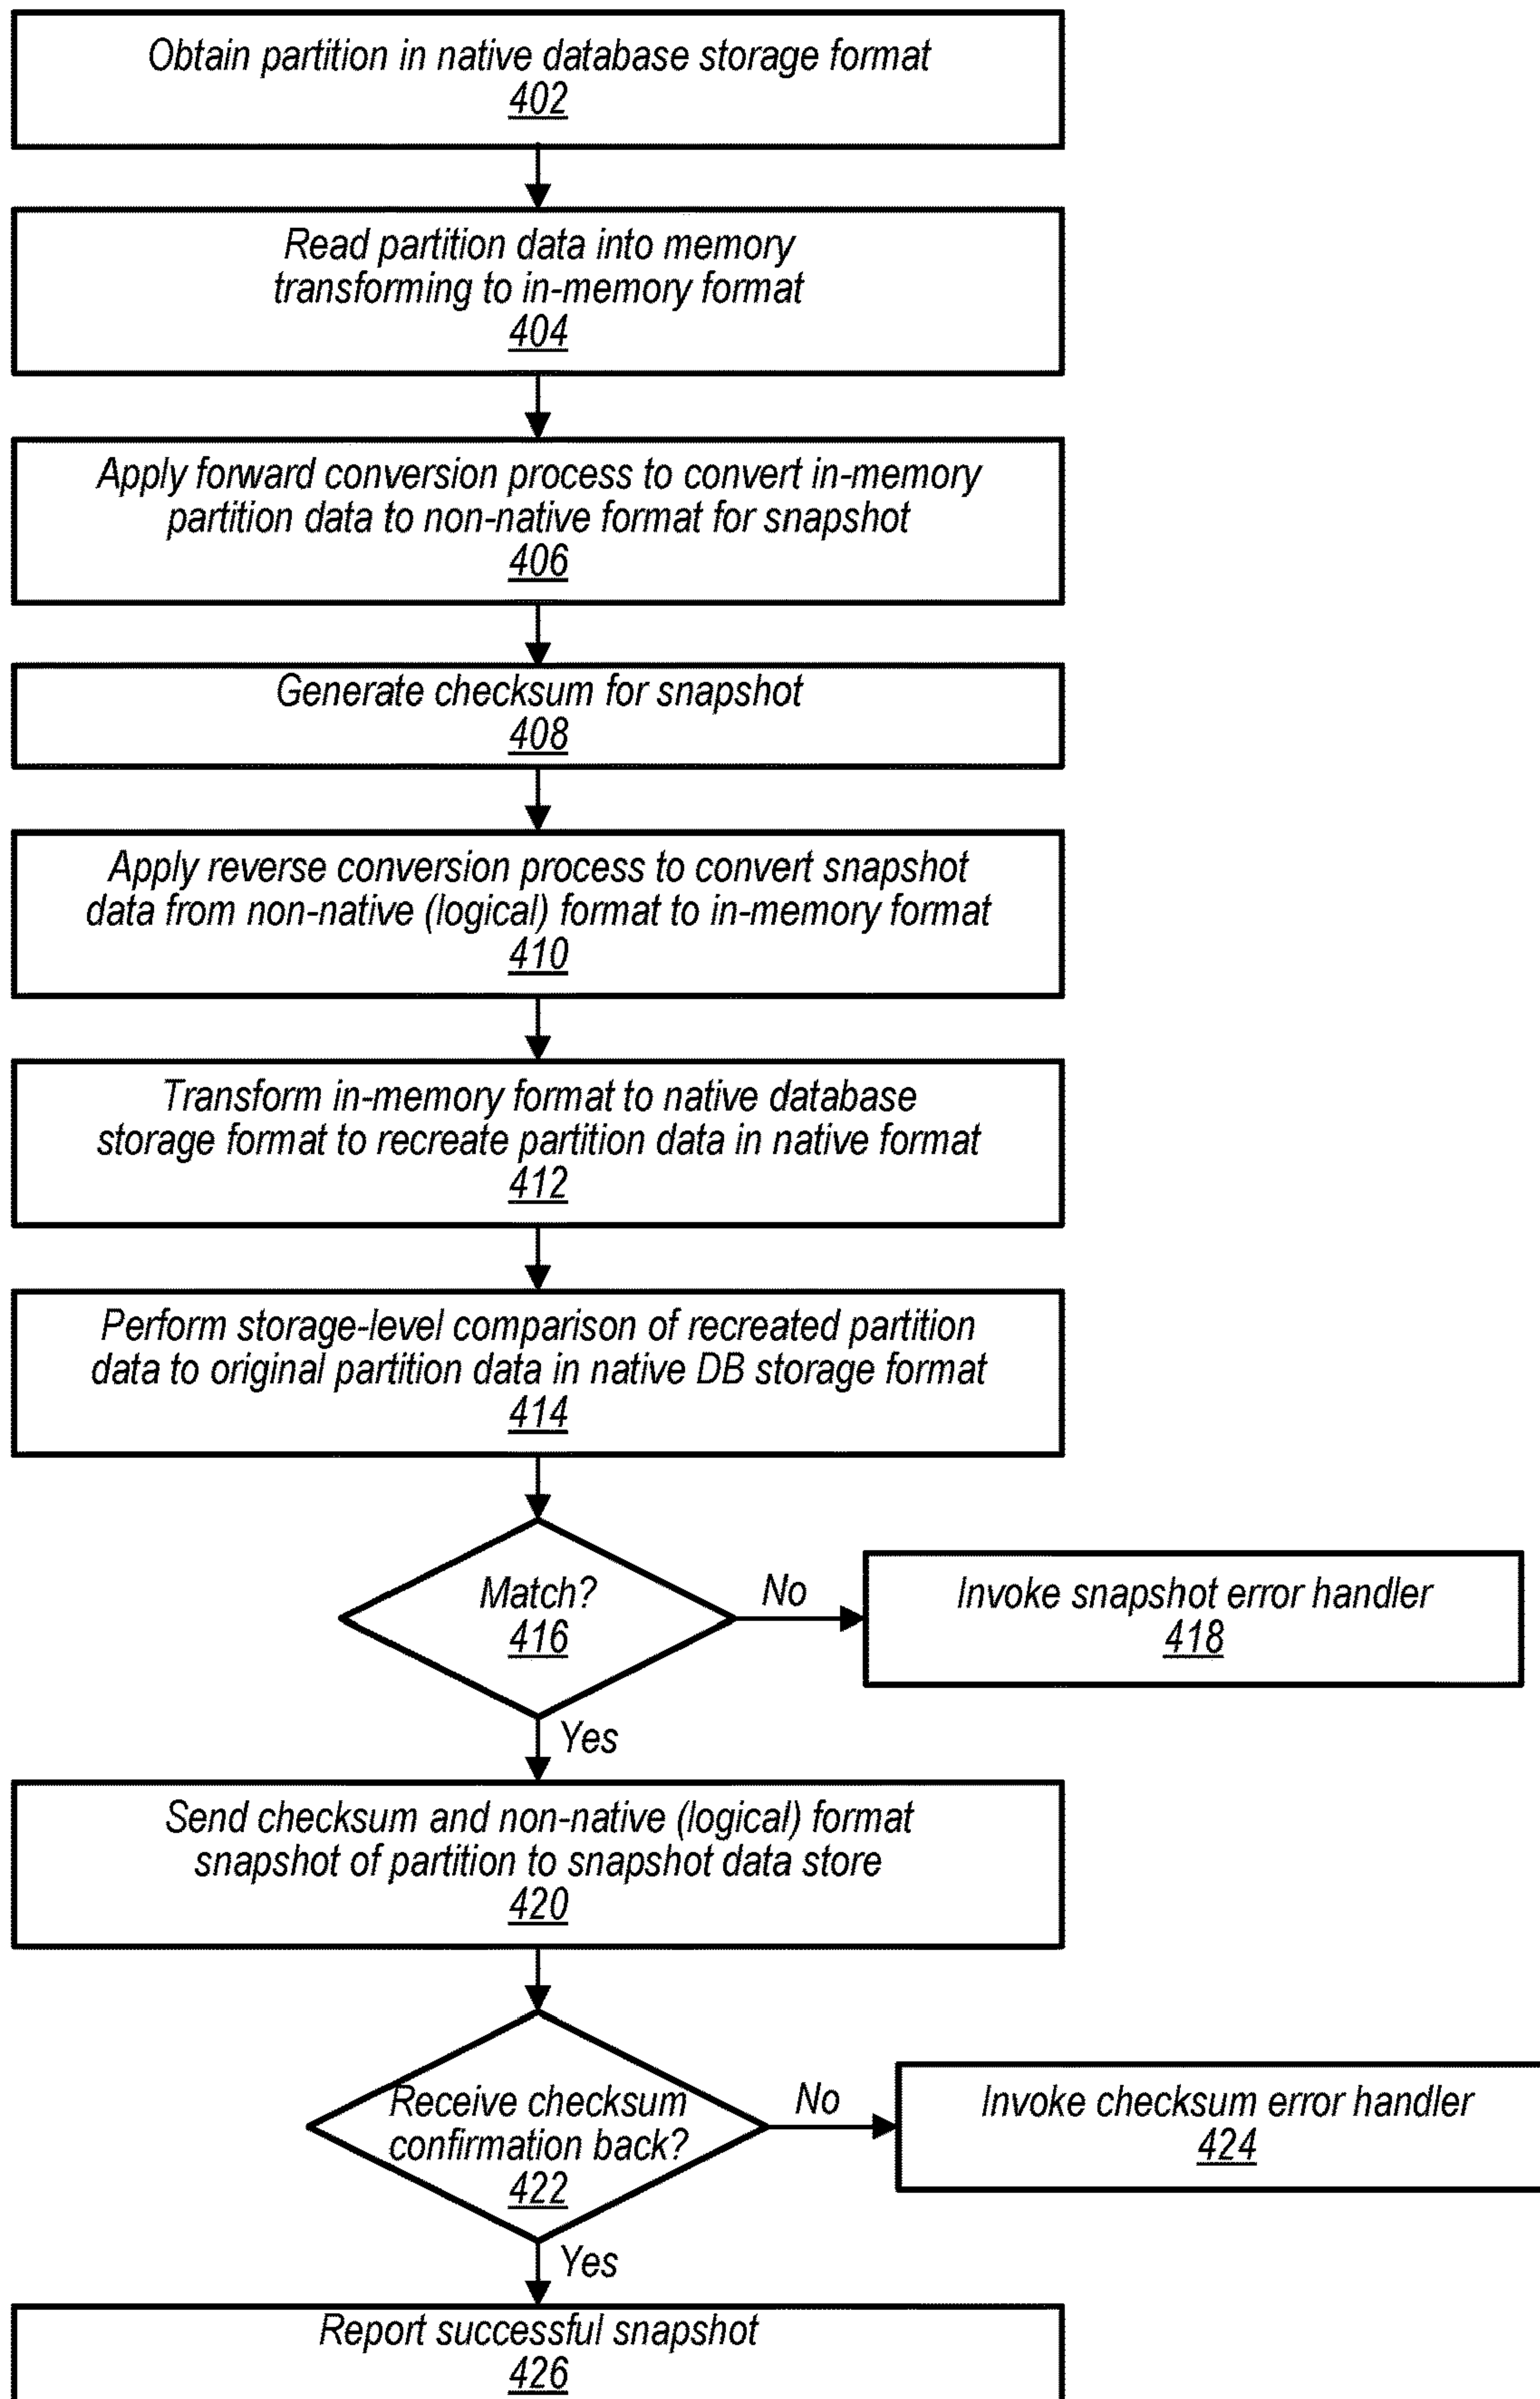 Obtain partition in native database storage format
402
Read partition data into memory
transforming to in-memory format
404
Apply forward conversion process to convert in-memory
partition data to non-native format for snapshot
406
Generate checksum for snapshot
408
Apply reverse conversion process to convert snapshot
data from non-native (logical) format to in-memory format
410
Transform in-memory format to native database
storage format to recreate partition data in native format
412
Perform storage-level comparison of recreated partition
data to original partition data in native DB storage format
414
Match?
416
No
Invoke snapshot error handler
418
Yes
Send checksum and non-native (logical) format
snapshot of partition to snapshot data store
420
Receive checksum
confirmation back?
422
No
Invoke checksum error handler
424
Yes
Report successful snapshot
426